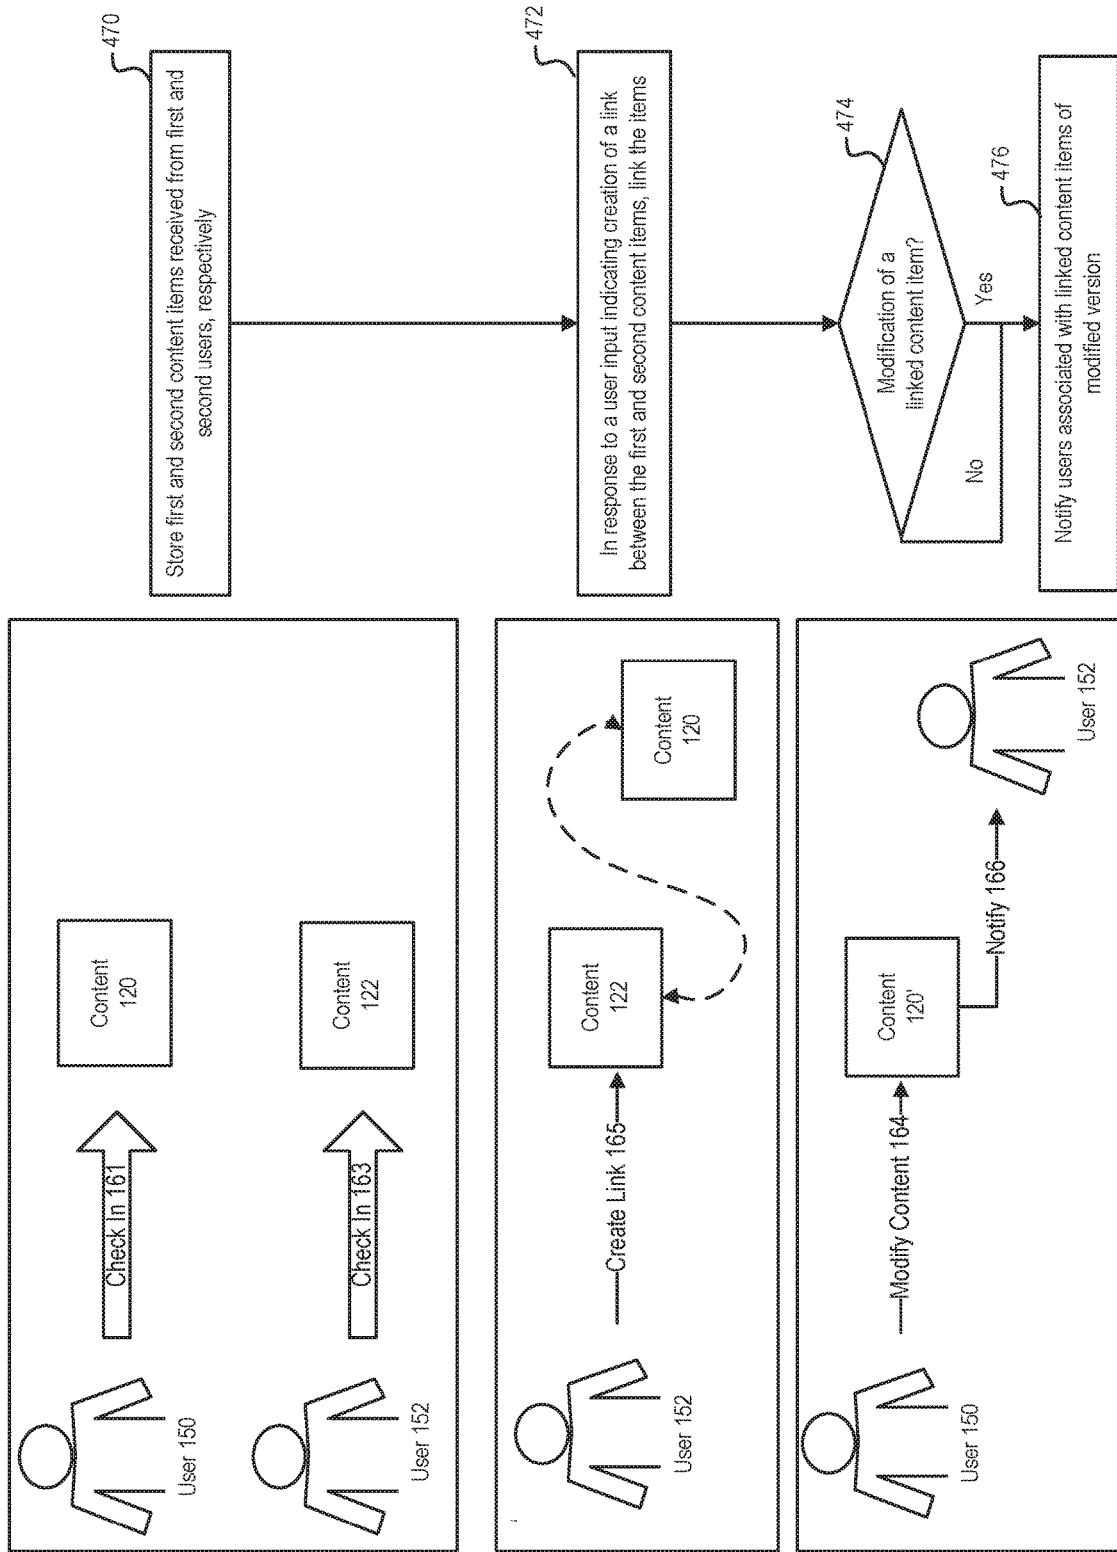 Check In 161
Content
120
User 150
Check In 163
Content
122
User 152
470
Store first and second content items received from first and
second users, respectively
Create Link 165
Content
122
Content
120
User 152
472
In response to a user input indicating creation of a link
between the first and second content items, link the items
Modify Content 164
Content
120'
Notify 166
User 150
User 152
474
Modification of a
linked content item?
No
Yes
476
Notify users associated with linked content items of
modified version